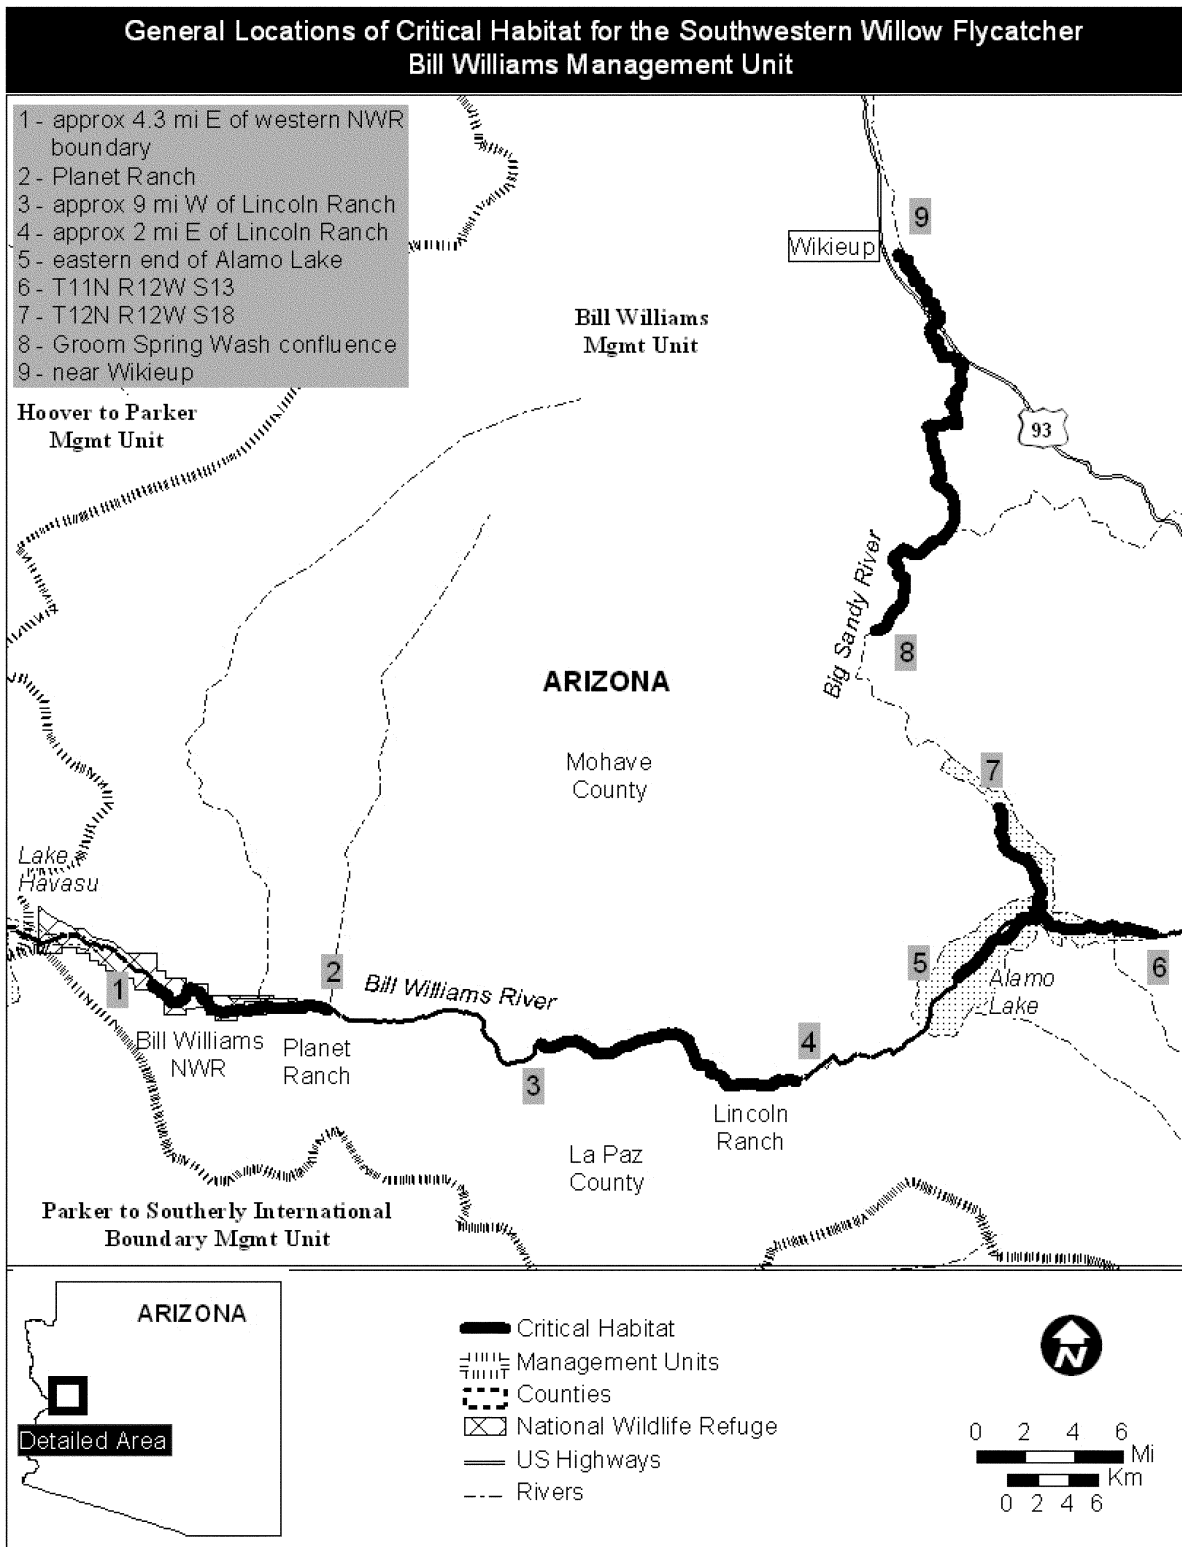 General Locations of Critical Habitat for the Southwestern Willow Flycatcher
Bill Williams Management Unit
1 - approx 4.3 mi E of western NWR
boundary
2 - Planet Ranch
3 - approx 9 mi W of Lincoln Ranch
4 - approx 2 mi E of Lincoln Ranch
5 - eastern end of Alamo Lake
6 - T11N R12W S13
7 - T12N R12W S18
8 - Groom Spring Wash confluence
9 - near Wikieup
9
Wikieup
Bill Williams
Mgmt Unit
Hoover to Parker
Mgmt Unit
93
Big Sandy River
8
ARIZONA
Mohave
County
7
Lake
Havasu
1
2
Bill Williams River
5
Alamo
Lake
6
Bill Williams
NWR
Planet
Ranch
3
4
Lincoln
Ranch
La Paz
County
Parker to Southerly International
Boundary Mgmt Unit
ARIZONA
Detailed Area
Critical Habitat
Management Units
Counties
National Wildlife Refuge
US Highways
Rivers
N
0 2 4 6
Mi
Km
0 2 4 6